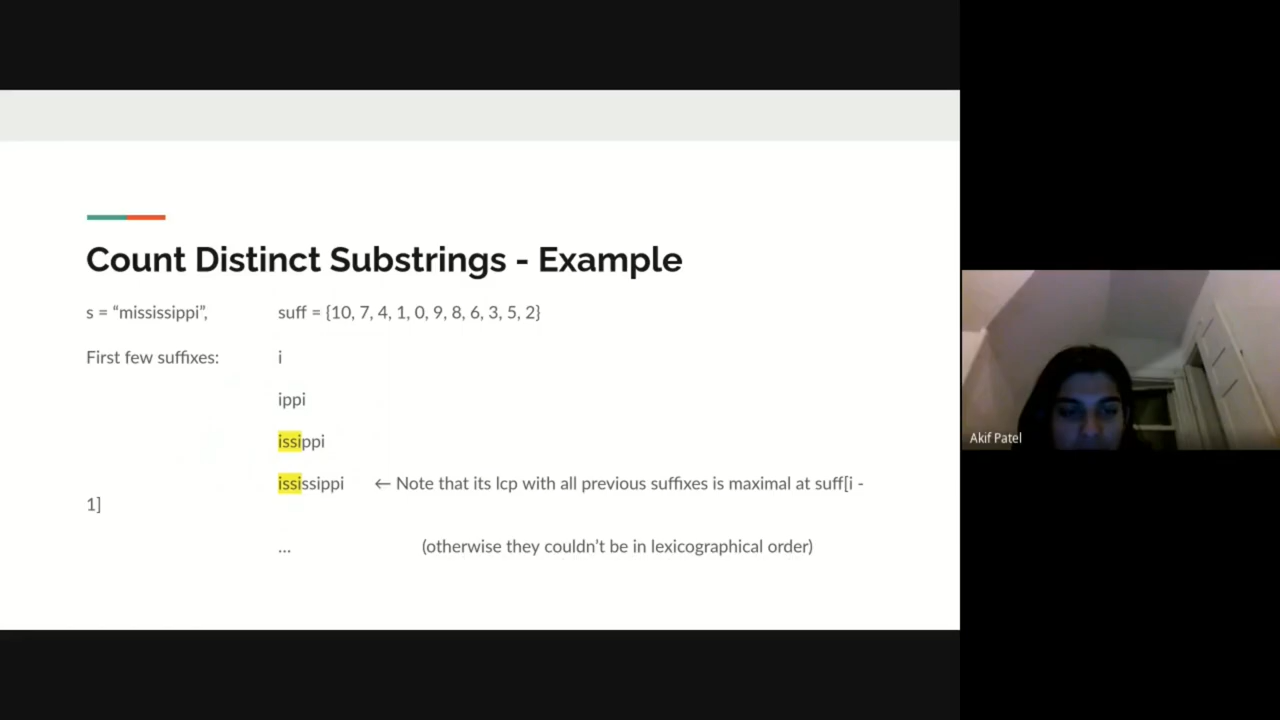 Count Distinct Substrings - Example
s = “mississippi”, suff = {10, 7, 4, 1, 0, 9, 8, 6, 3, 5, 2}
First few suffixes: i
ippi
issippi
ississippi ← Note that its lcp with all previous suffixes is maximal at suff[i -
1]
... (otherwise they couldn’t be in lexicographical order)
Akif Patel